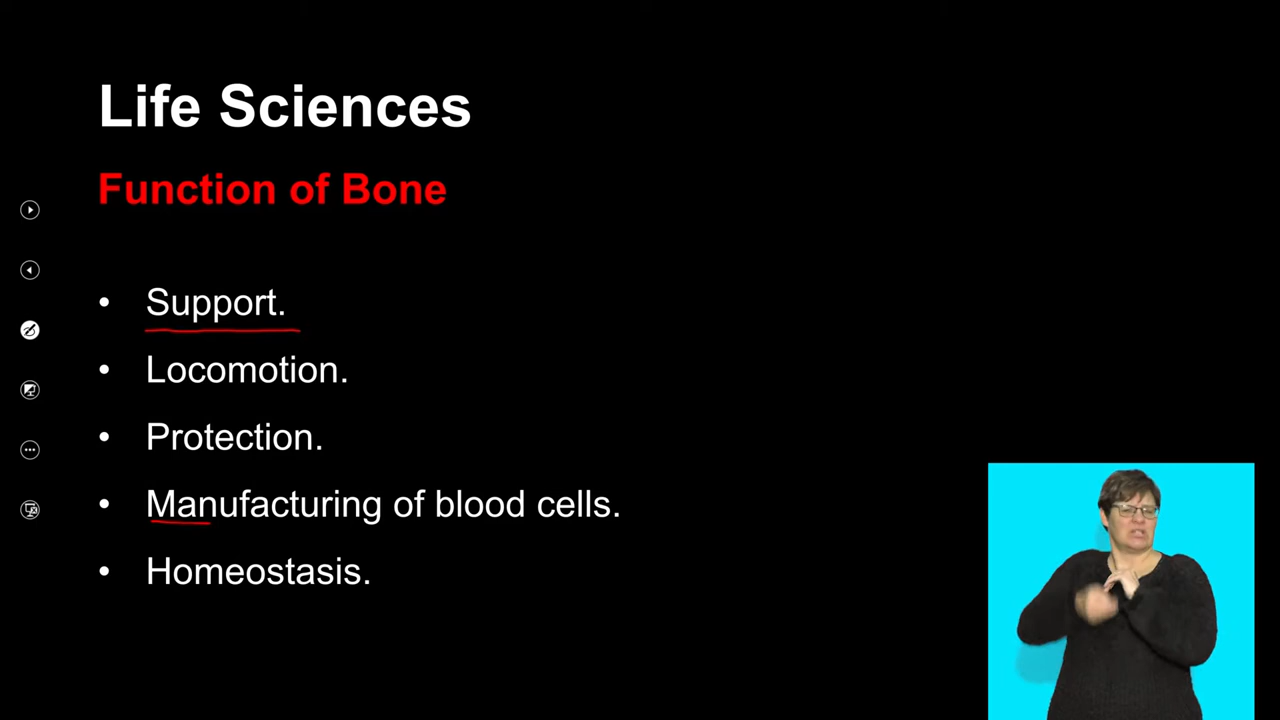 Life Sciences
Function of Bone
• Support.
• Locomotion.
• Protection.
• Manufacturing of blood cells.
• Homeostasis.